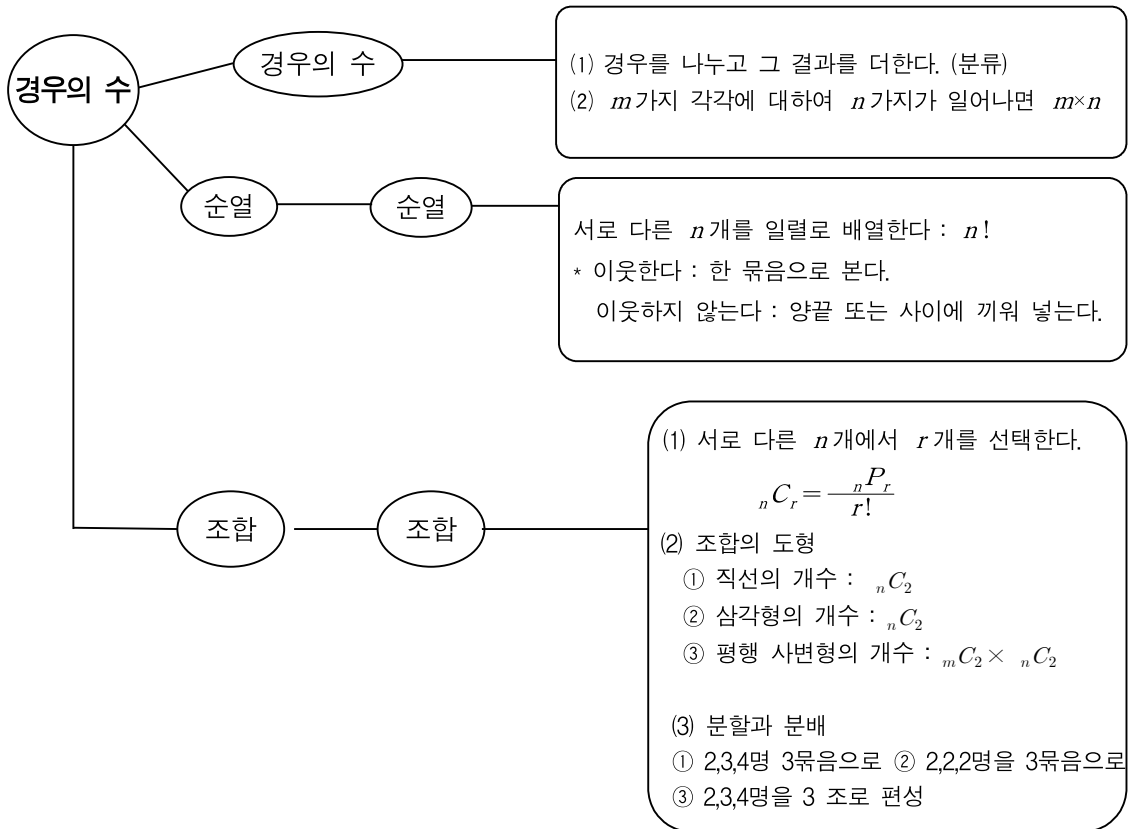 경우의 수
경우의 수
(1) 경우를 나누고 그 결과를 더한다. (분류)
(2) m가지 각각에 대하여 n가지가 일어나면 m×n
순열
순열
서로 다른 n개를 일렬로 배열한다 : n!
* 이웃한다 : 한 묶음으로 본다.
이웃하지 않는다 : 양끝 또는 사이에 끼워 넣는다.
조합
조합
(1) 서로 다른 n개에서 r개를 선택한다.
ₙCᵣ = ₙPᵣ / r!
(2) 조합의 도형
① 직선의 개수 : ₙC₂
② 삼각형의 개수 : ₙC₂
③ 평행 사변형의 개수 : ₘC₂ × ₙC₂
(3) 분할과 분배
① 2,3,4명 3묶음으로 ② 2,2,2명을 3묶음으로
③ 2,3,4명을 3 조로 편성